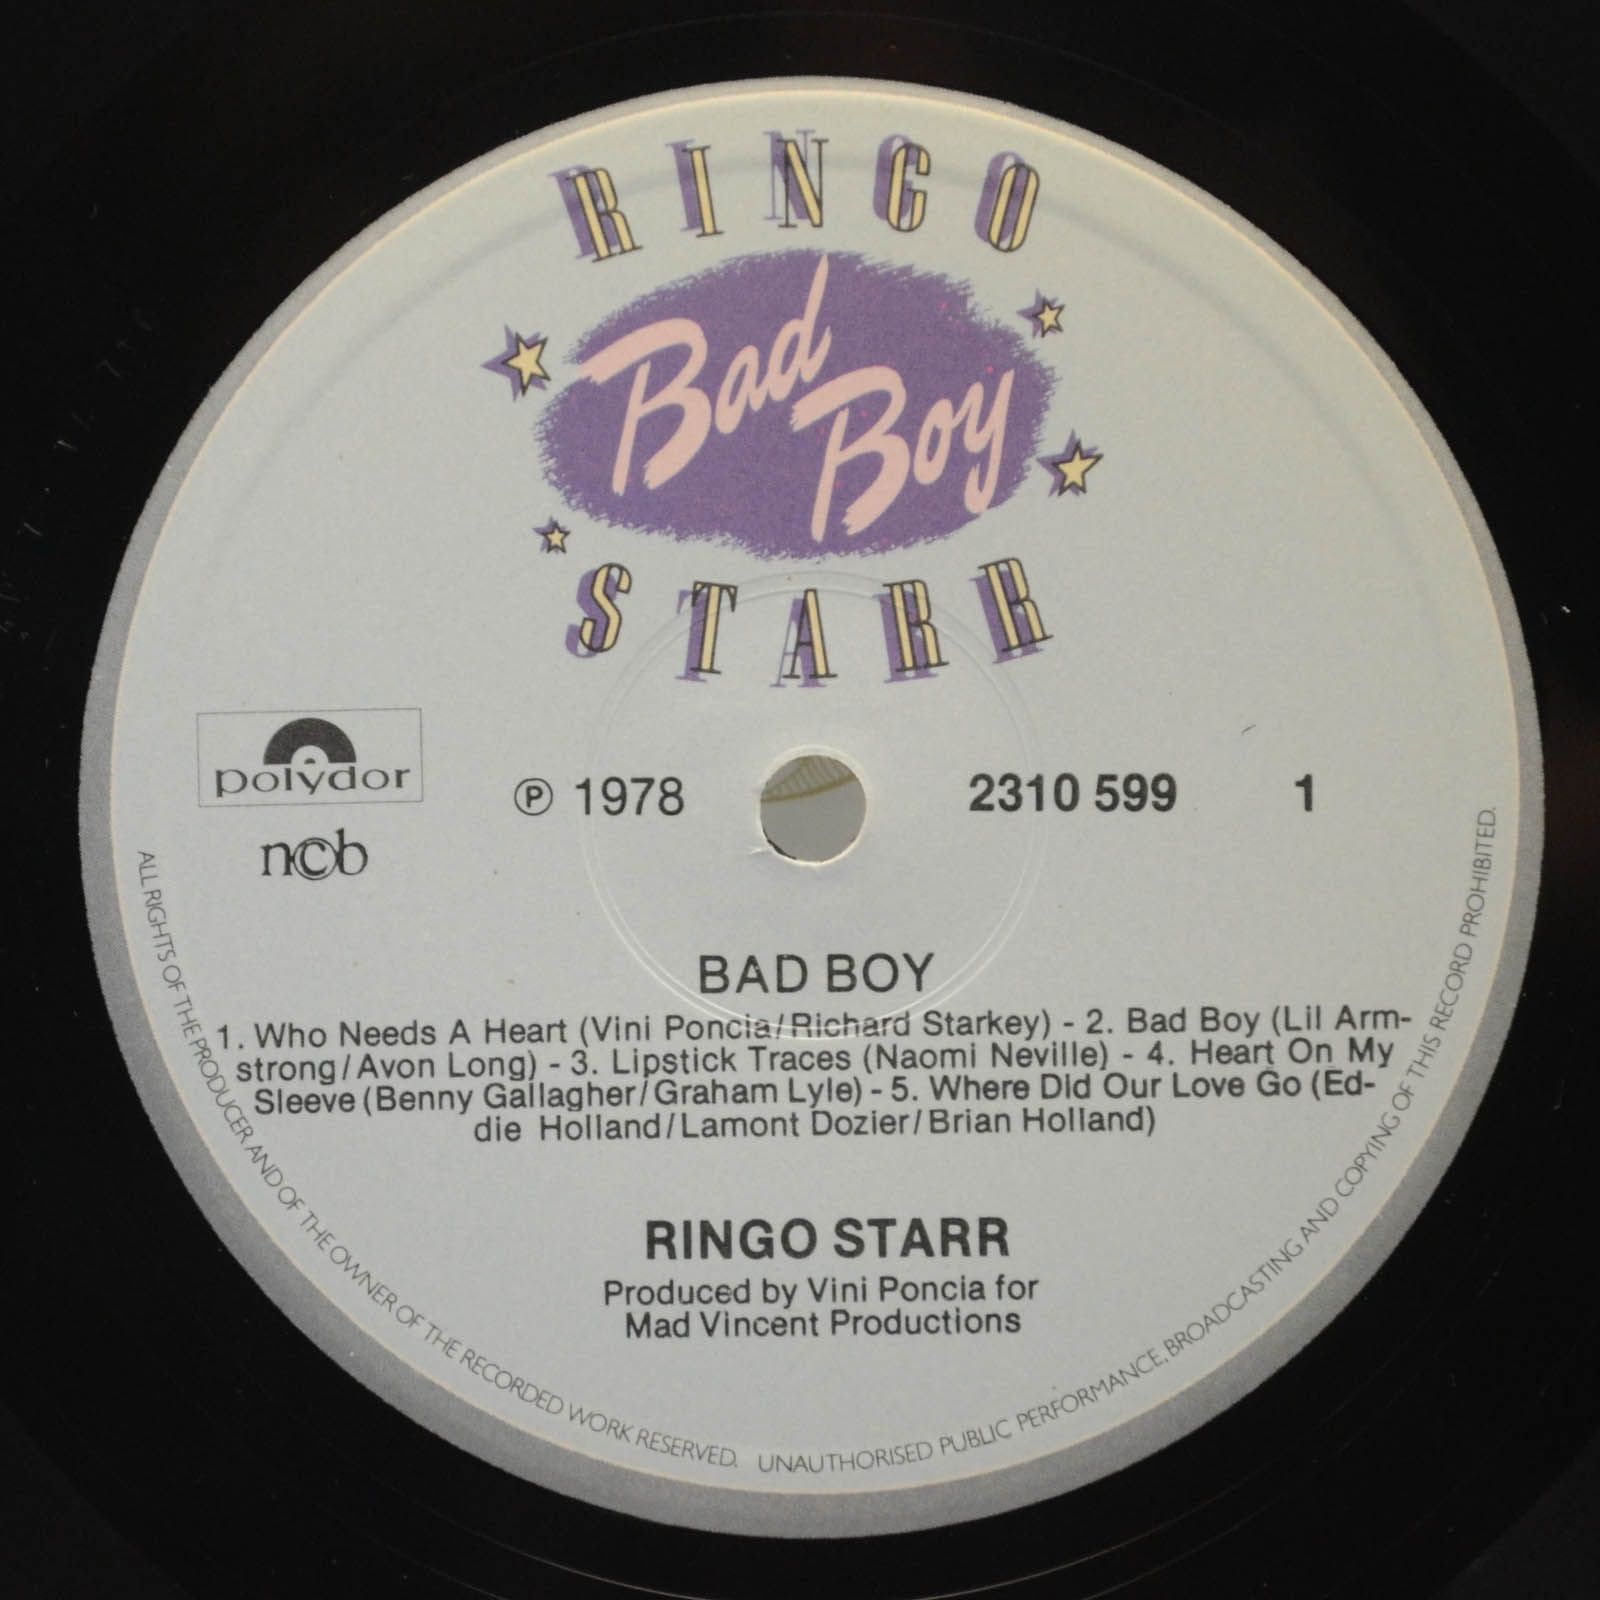 RINGO
Bad
Boy
STARR
polydor
ncb
℗ 1978
2310 599
1
BAD BOY
1. Who Needs A Heart (Vini Poncia/Richard Starkey) - 2. Bad Boy (Lil Arm-
strong/Avon Long) - 3. Lipstick Traces (Naomi Neville) - 4. Heart On My
Sleeve (Benny Gallagher/Graham Lyle) - 5. Where Did Our Love Go (Ed-
die Holland/Lamont Dozier/Brian Holland)
RINGO STARR
Produced by Vini Poncia for
Mad Vincent Productions
ALL RIGHTS OF THE PRODUCER AND OF THE OWNER OF THE RECORDED WORK RESERVED. UNAUTHORISED PUBLIC PERFORMANCE, BROADCASTING AND COPYING OF THIS RECORD PROHIBITED.